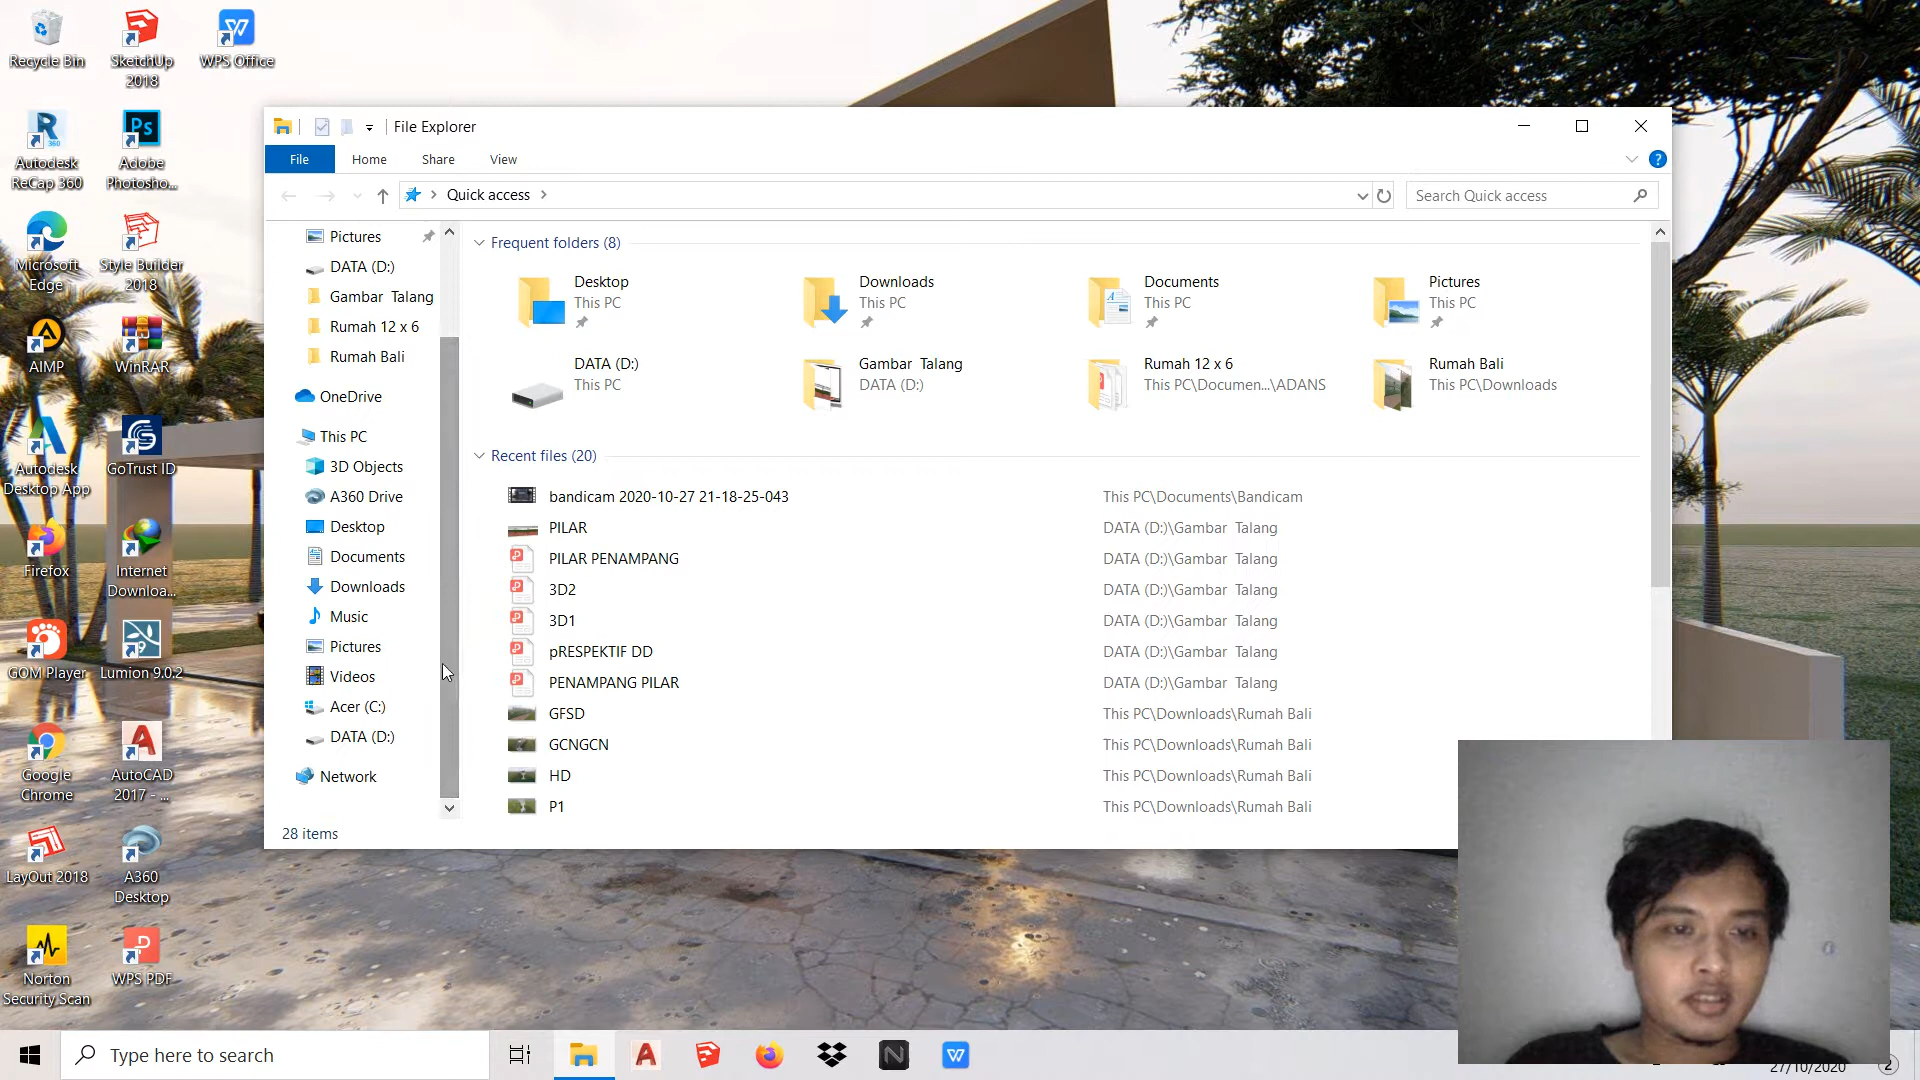 Recycle Bin
SketchUp
2018
WPS Office
Autodesk
ReCap 360
Adobe
Photosho...
Microsoft
Edge
Style Builder
2018
AIMP
WinRAR
Autodesk
Desktop App
GoTrust ID
Firefox
Internet
Downloa...
GOM Player
Lumion 9.0.2
Google
Chrome
AutoCAD
2017 - ...
LayOut 2018
A360
Desktop
Norton
Security Scan
WPS PDF
File Explorer
File
Home
Share
View
Quick access
Search Quick access
Pictures
DATA (D:)
Gambar Talang
Rumah 12 x 6
Rumah Bali
OneDrive
This PC
3D Objects
A360 Drive
Desktop
Documents
Downloads
Music
Pictures
Videos
Acer (C:)
DATA (D:)
Network
Frequent folders (8)
Desktop
This PC
Downloads
This PC
Documents
This PC
Pictures
This PC
DATA (D:)
This PC
Gambar Talang
DATA (D:)
Rumah 12 x 6
This PC\Documen...\ADANS
Rumah Bali
This PC\Downloads
Recent files (20)
bandicam 2020-10-27 21-18-25-043 This PC\Documents\Bandicam
PILAR DATA (D:)\Gambar Talang
PILAR PENAMPANG DATA (D:)\Gambar Talang
3D2 DATA (D:)\Gambar Talang
3D1 DATA (D:)\Gambar Talang
pRESPEKTIF DD DATA (D:)\Gambar Talang
PENAMPANG PILAR DATA (D:)\Gambar Talang
GFSD This PC\Downloads\Rumah Bali
GCNGCN This PC\Downloads\Rumah Bali
HD This PC\Downloads\Rumah Bali
P1 This PC\Downloads\Rumah Bali
28 items
Type here to search
27/10/2020
2